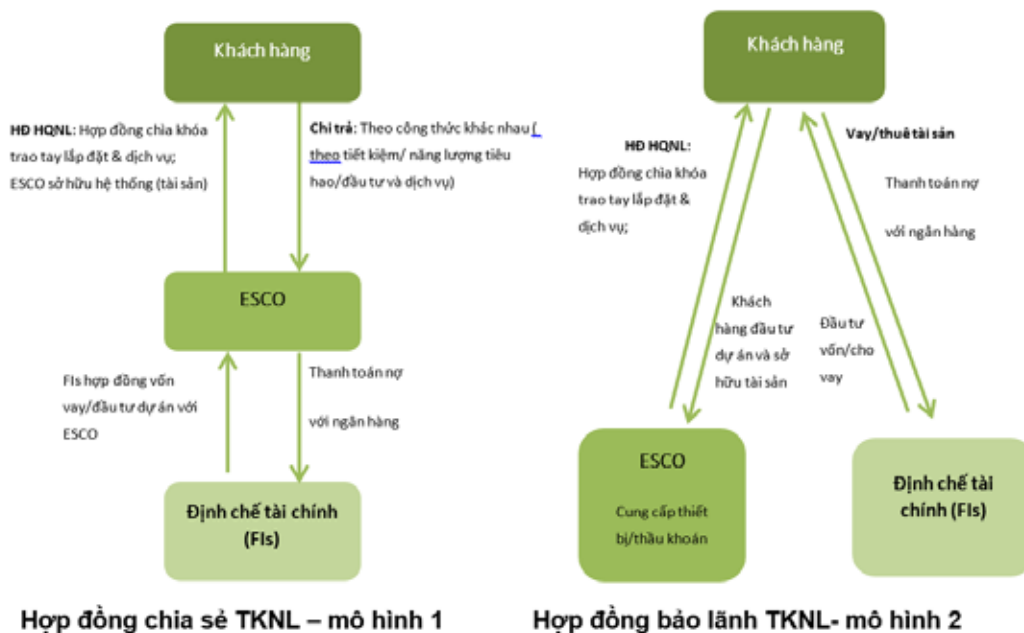 Khách hàng
HĐ HQNL: Hợp đồng chìa khóa
trao tay lắp đặt & dịch vụ;
ESCO sở hữu hệ thống (tài sản)
Chi trả: Theo công thức khác nhau (
theo tiết kiệm/ năng lượng tiêu
hao/đầu tư và dịch vụ)
ESCO
FIs hợp đồng vốn
vay/đầu tư dự án với
ESCO
Thanh toán nợ
với ngân hàng
Định chế tài chính
(FIs)
Hợp đồng chia sẻ TKNL – mô hình 1
Khách hàng
HĐ HQNL:
Hợp đồng chìa khóa
trao tay lắp đặt &
dịch vụ;
Vay/thuê tài sản
Thanh toán nợ
với ngân hàng
Khách
hàng đầu tư
dự án và sở
hữu tài sản
Đầu tư
vốn/cho
vay
ESCO
Cung cấp thiết
bị/thầu khoán
Định chế tài
chính (FIs)
Hợp đồng bảo lãnh TKNL- mô hình 2